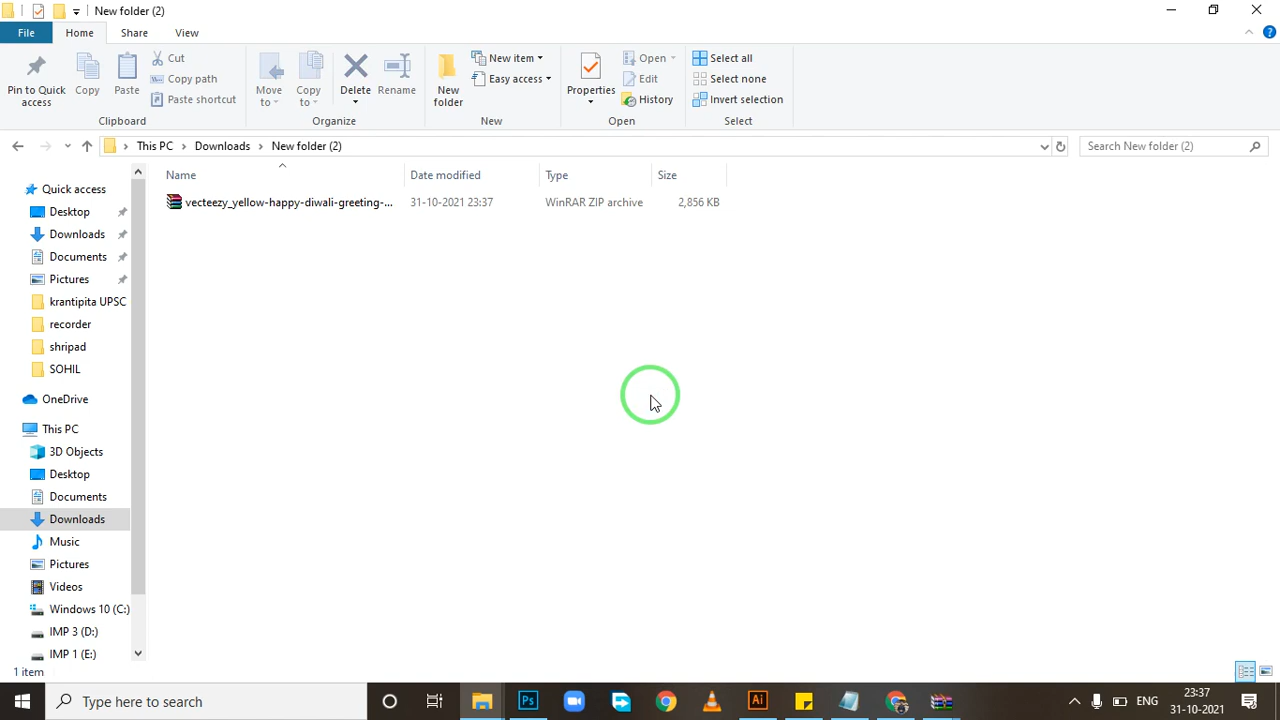 New folder (2)
File Home Share View
Pin to Quick access
Copy
Paste
Cut
Copy path
Paste shortcut
Clipboard
Move to
Copy to
Delete
Rename
Organize
New folder
New item
Easy access
New
Properties
Open
Edit
History
Open
Select all
Select none
Invert selection
Select
This PC > Downloads > New folder (2)
Search New folder (2)
Name Date modified Type Size
vecteezy_yellow-happy-diwali-greeting-... 31-10-2021 23:37 WinRAR ZIP archive 2,856 KB
Quick access
Desktop
Downloads
Documents
Pictures
krantipita UPSC
recorder
shripad
SOHIL
OneDrive
This PC
3D Objects
Desktop
Documents
Downloads
Music
Pictures
Videos
Windows 10 (C:)
IMP 3 (D:)
IMP 1 (E:)
1 item
Type here to search
Ps
Ai
ENG
23:37
31-10-2021